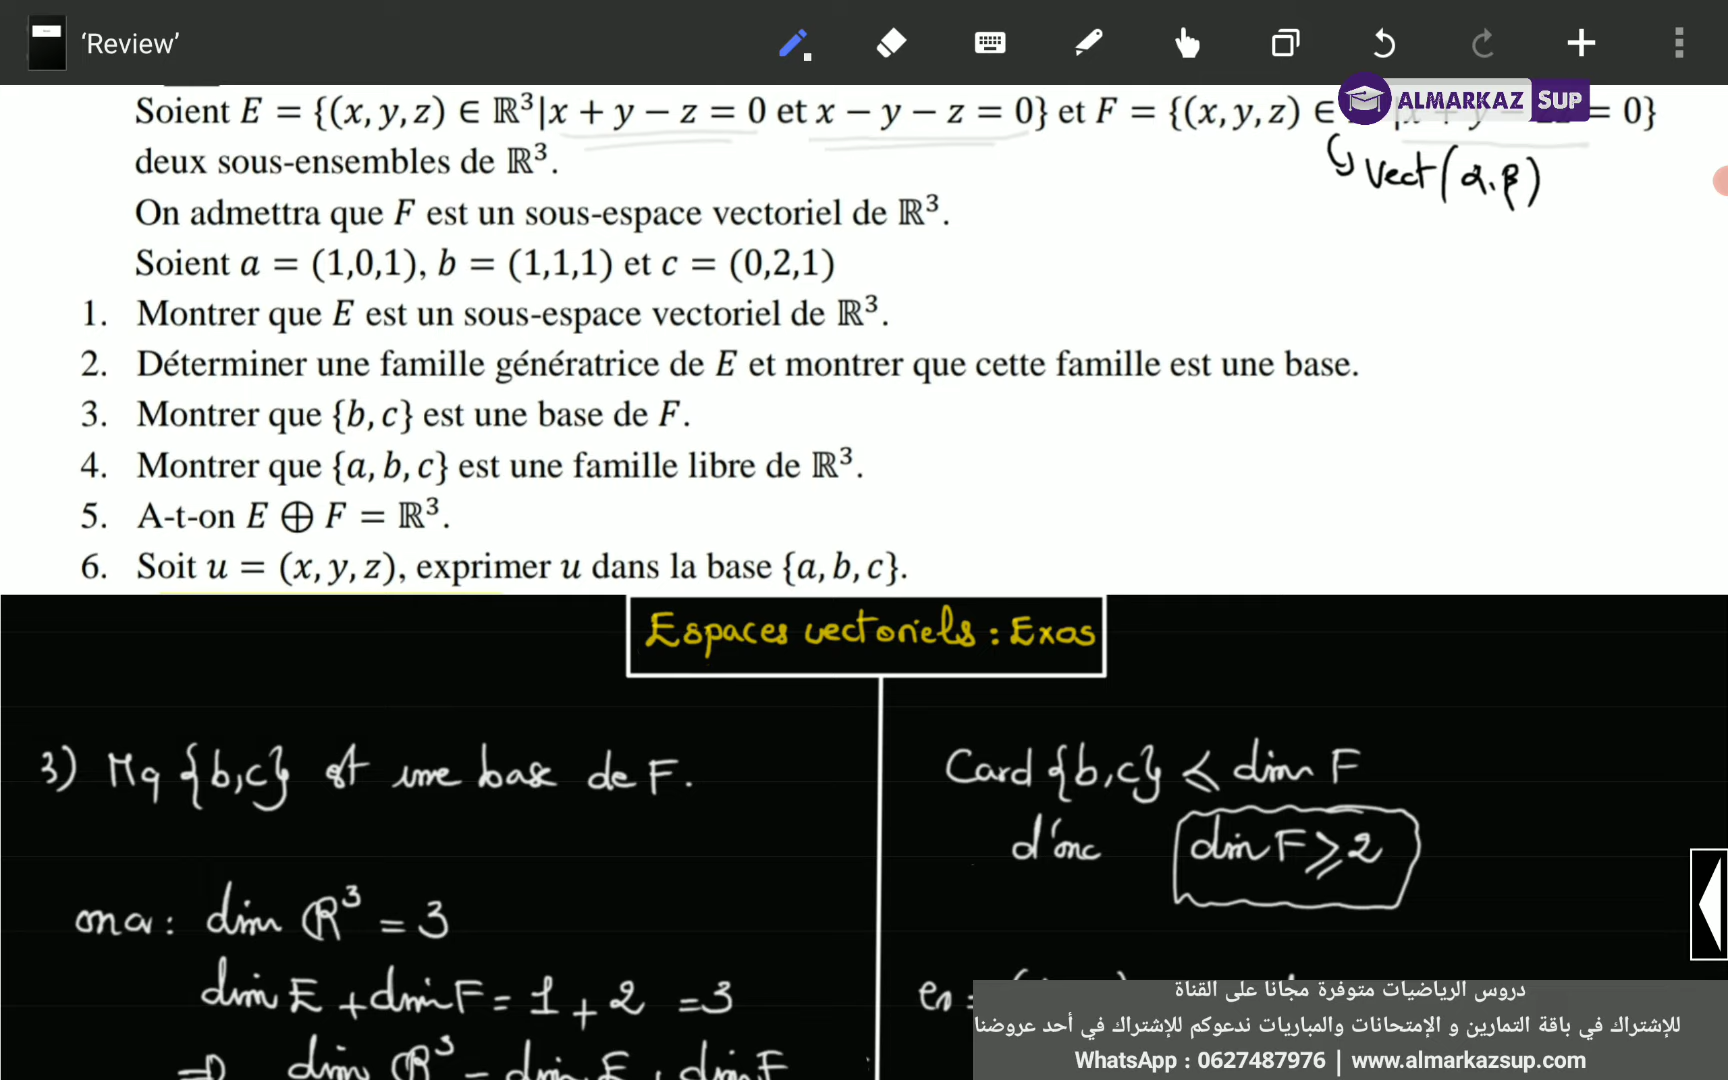 ‘Review’
ALMARKAZ SUP
Soient E = {(x, y, z) ∈ ℝ³|x + y − z = 0 et x − y − z = 0} et F = {(x, y, z) ∈ = 0}
deux sous-ensembles de ℝ³.
Vect(α,β)
On admettra que F est un sous-espace vectoriel de ℝ³.
Soient a = (1,0,1), b = (1,1,1) et c = (0,2,1)
1. Montrer que E est un sous-espace vectoriel de ℝ³.
2. Déterminer une famille génératrice de E et montrer que cette famille est une base.
3. Montrer que {b, c} est une base de F.
4. Montrer que {a, b, c} est une famille libre de ℝ³.
5. A-t-on E ⊕ F = ℝ³.
6. Soit u = (x, y, z), exprimer u dans la base {a, b, c}.
Espaces vectoriels : Exos
3) Mq {b,c} est une base de F.
on a : dim ℝ³ = 3
dim E + dim F = 1 + 2 = 3
⇒ dim ℝ³ = dim E + dim F
Card {b,c} ⩽ dim F
d'onc dim F ⩾ 2
دروس الرياضيات متوفرة مجانا على القناة
للإشتراك في باقة التمارين و الإمتحانات والمباريات ندعوكم للإشتراك في أحد عروضنا
WhatsApp : 0627487976 | www.almarkazsup.com